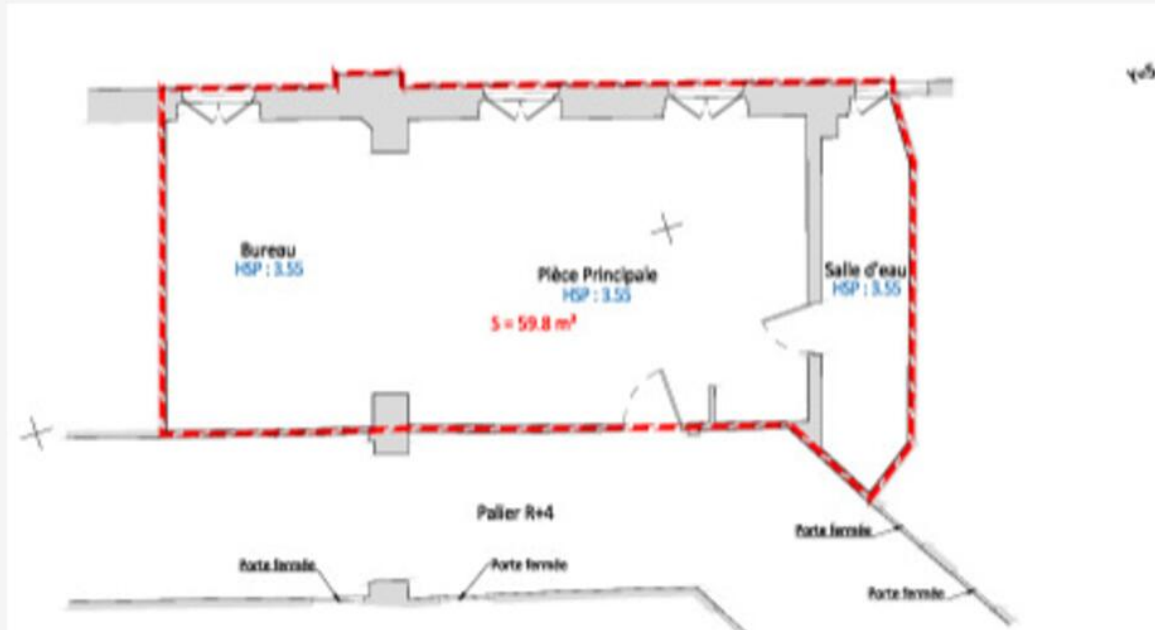 Bureau
HSP : 3.55
Pièce Principale
HSP : 3.55
S = 59.8 m²
Salle d'eau
HSP : 3.55
Palier R+4
Porte fermée
Porte fermée
Porte fermée
Porte fermée